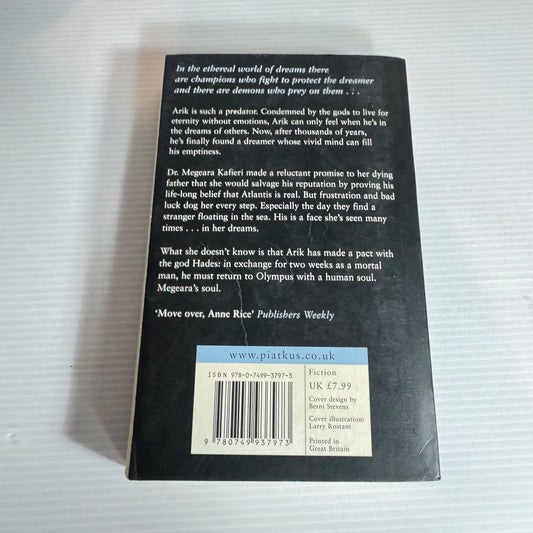 In the ethereal world of dreams there
are champions who fight to protect the dreamer
and there are demons who prey on them . . .
Arik is such a predator. Condemned by the gods to live for
eternity without emotions, Arik can only feel when he's in
the dreams of others. Now, after thousands of years,
he's finally found a dreamer whose vivid mind can fill
his emptiness.
Dr. Megeara Kafieri made a reluctant promise to her dying
father that she would salvage his reputation by proving his
life-long belief that Atlantis is real. But frustration and bad
luck dog her every step. Especially the day they find a
stranger floating in the sea. His is a face she's seen many
times . . . in her dreams.
What she doesn't know is that Arik has made a pact with
the god Hades: in exchange for two weeks as a mortal
man, he must return to Olympus with a human soul.
Megeara's soul.
'Move over, Anne Rice' Publishers Weekly
www.piatkus.co.uk
ISBN 978-0-7499-3797-3
9 780749 937973
Fiction
UK £7.99
Cover design by
Berni Stevens
Cover illustration:
Larry Rostant
Printed in
Great Britain